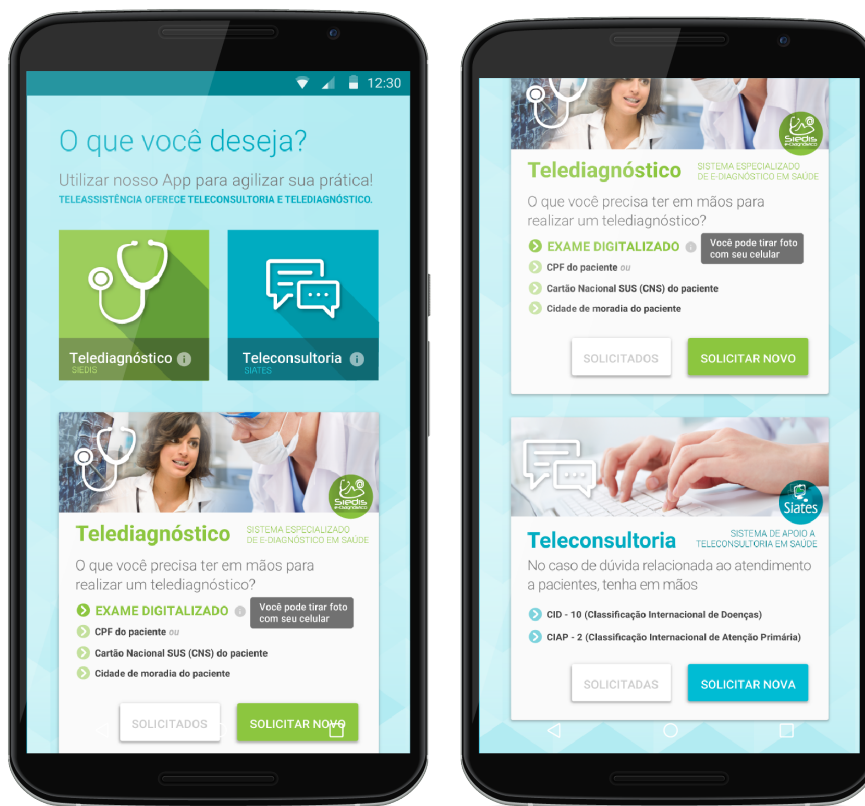 12:30
O que você deseja?
Utilizar nosso App para agilizar sua prática!
TELEASSISTÊNCIA OFERECE TELECONSULTORIA E TELEDIAGNÓSTICO.
Telediagnóstico i
SIEDIS
Teleconsultoria i
SIATES
Siedis
e-Diagnóstico
Telediagnóstico
SISTEMA ESPECIALIZADO
DE E-DIAGNÓSTICO EM SAÚDE
O que você precisa ter em mãos para
realizar um telediagnóstico?
EXAME DIGITALIZADO i
Você pode tirar foto
com seu celular
CPF do paciente ou
Cartão Nacional SUS (CNS) do paciente
Cidade de moradia do paciente
SOLICITADOS
SOLICITAR NOVO
Siedis
e-Diagnóstico
Telediagnóstico
SISTEMA ESPECIALIZADO
DE E-DIAGNÓSTICO EM SAÚDE
O que você precisa ter em mãos para
realizar um telediagnóstico?
EXAME DIGITALIZADO i
Você pode tirar foto
com seu celular
CPF do paciente ou
Cartão Nacional SUS (CNS) do paciente
Cidade de moradia do paciente
SOLICITADOS
SOLICITAR NOVO
Siates
Teleconsultoria
SISTEMA DE APOIO A
TELECONSULTORIA EM SAÚDE
No caso de dúvida relacionada ao atendimento
a pacientes, tenha em mãos
CID - 10 (Classificação Internacional de Doenças)
CIAP - 2 (Classificação Internacional de Atenção Primária)
SOLICITADAS
SOLICITAR NOVA